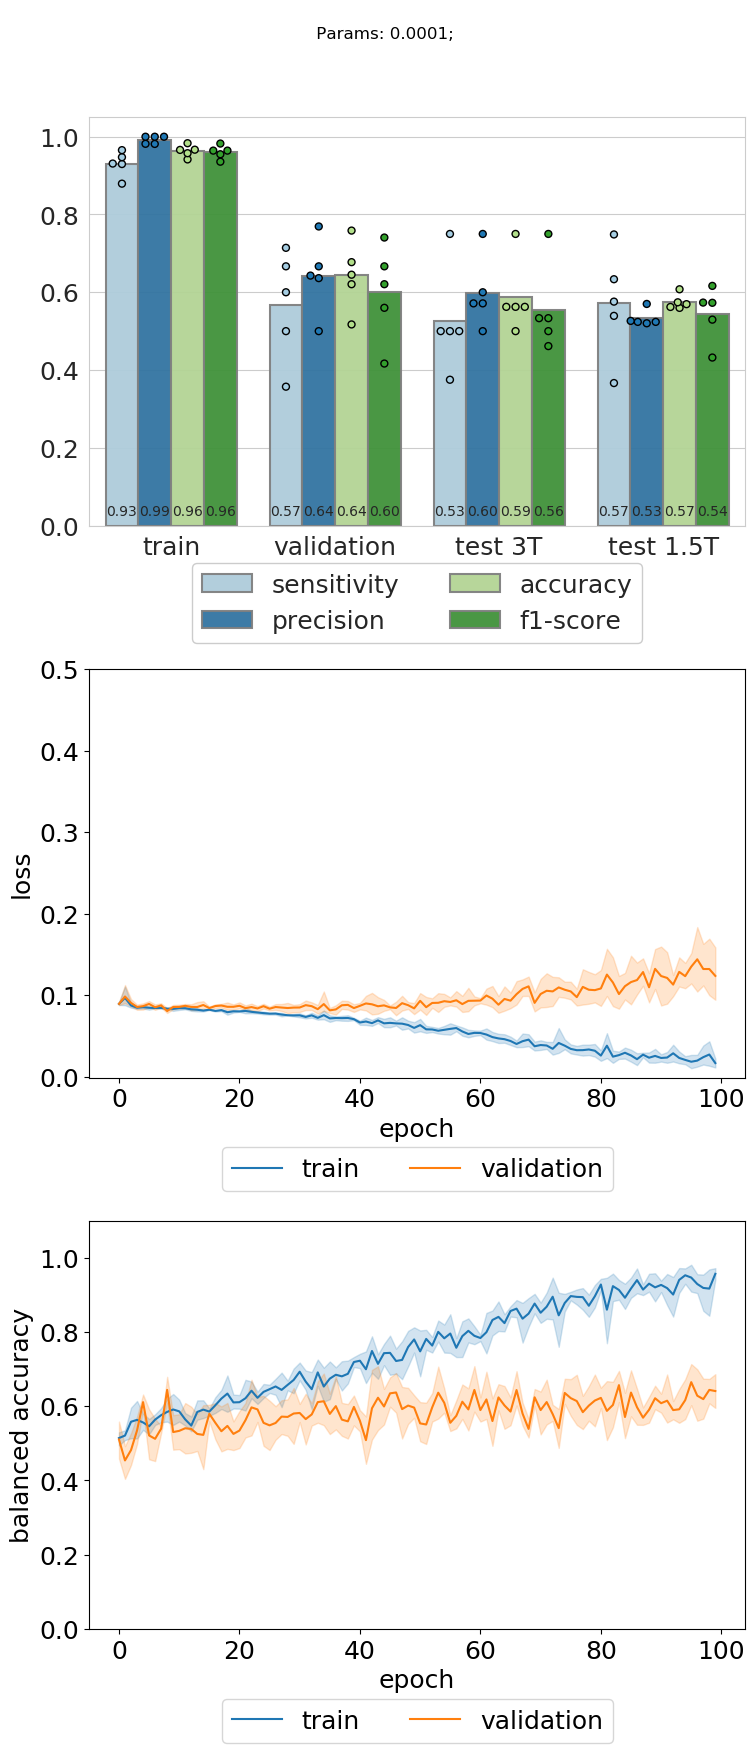 Params: 0.0001;
1.0
0.8
0.6
0.4
0.2
0.0
0.93 0.99 0.96 0.96 0.57 0.64 0.64 0.60 0.53 0.60 0.59 0.56 0.57 0.53 0.57 0.54
train validation test 3T test 1.5T
sensitivity accuracy
precision f1-score
0.5
0.4
0.3
0.2
0.1
0.0
loss
0 20 40 60 80 100
epoch
train validation
1.0
0.8
0.6
0.4
0.2
0.0
balanced accuracy
0 20 40 60 80 100
epoch
train validation